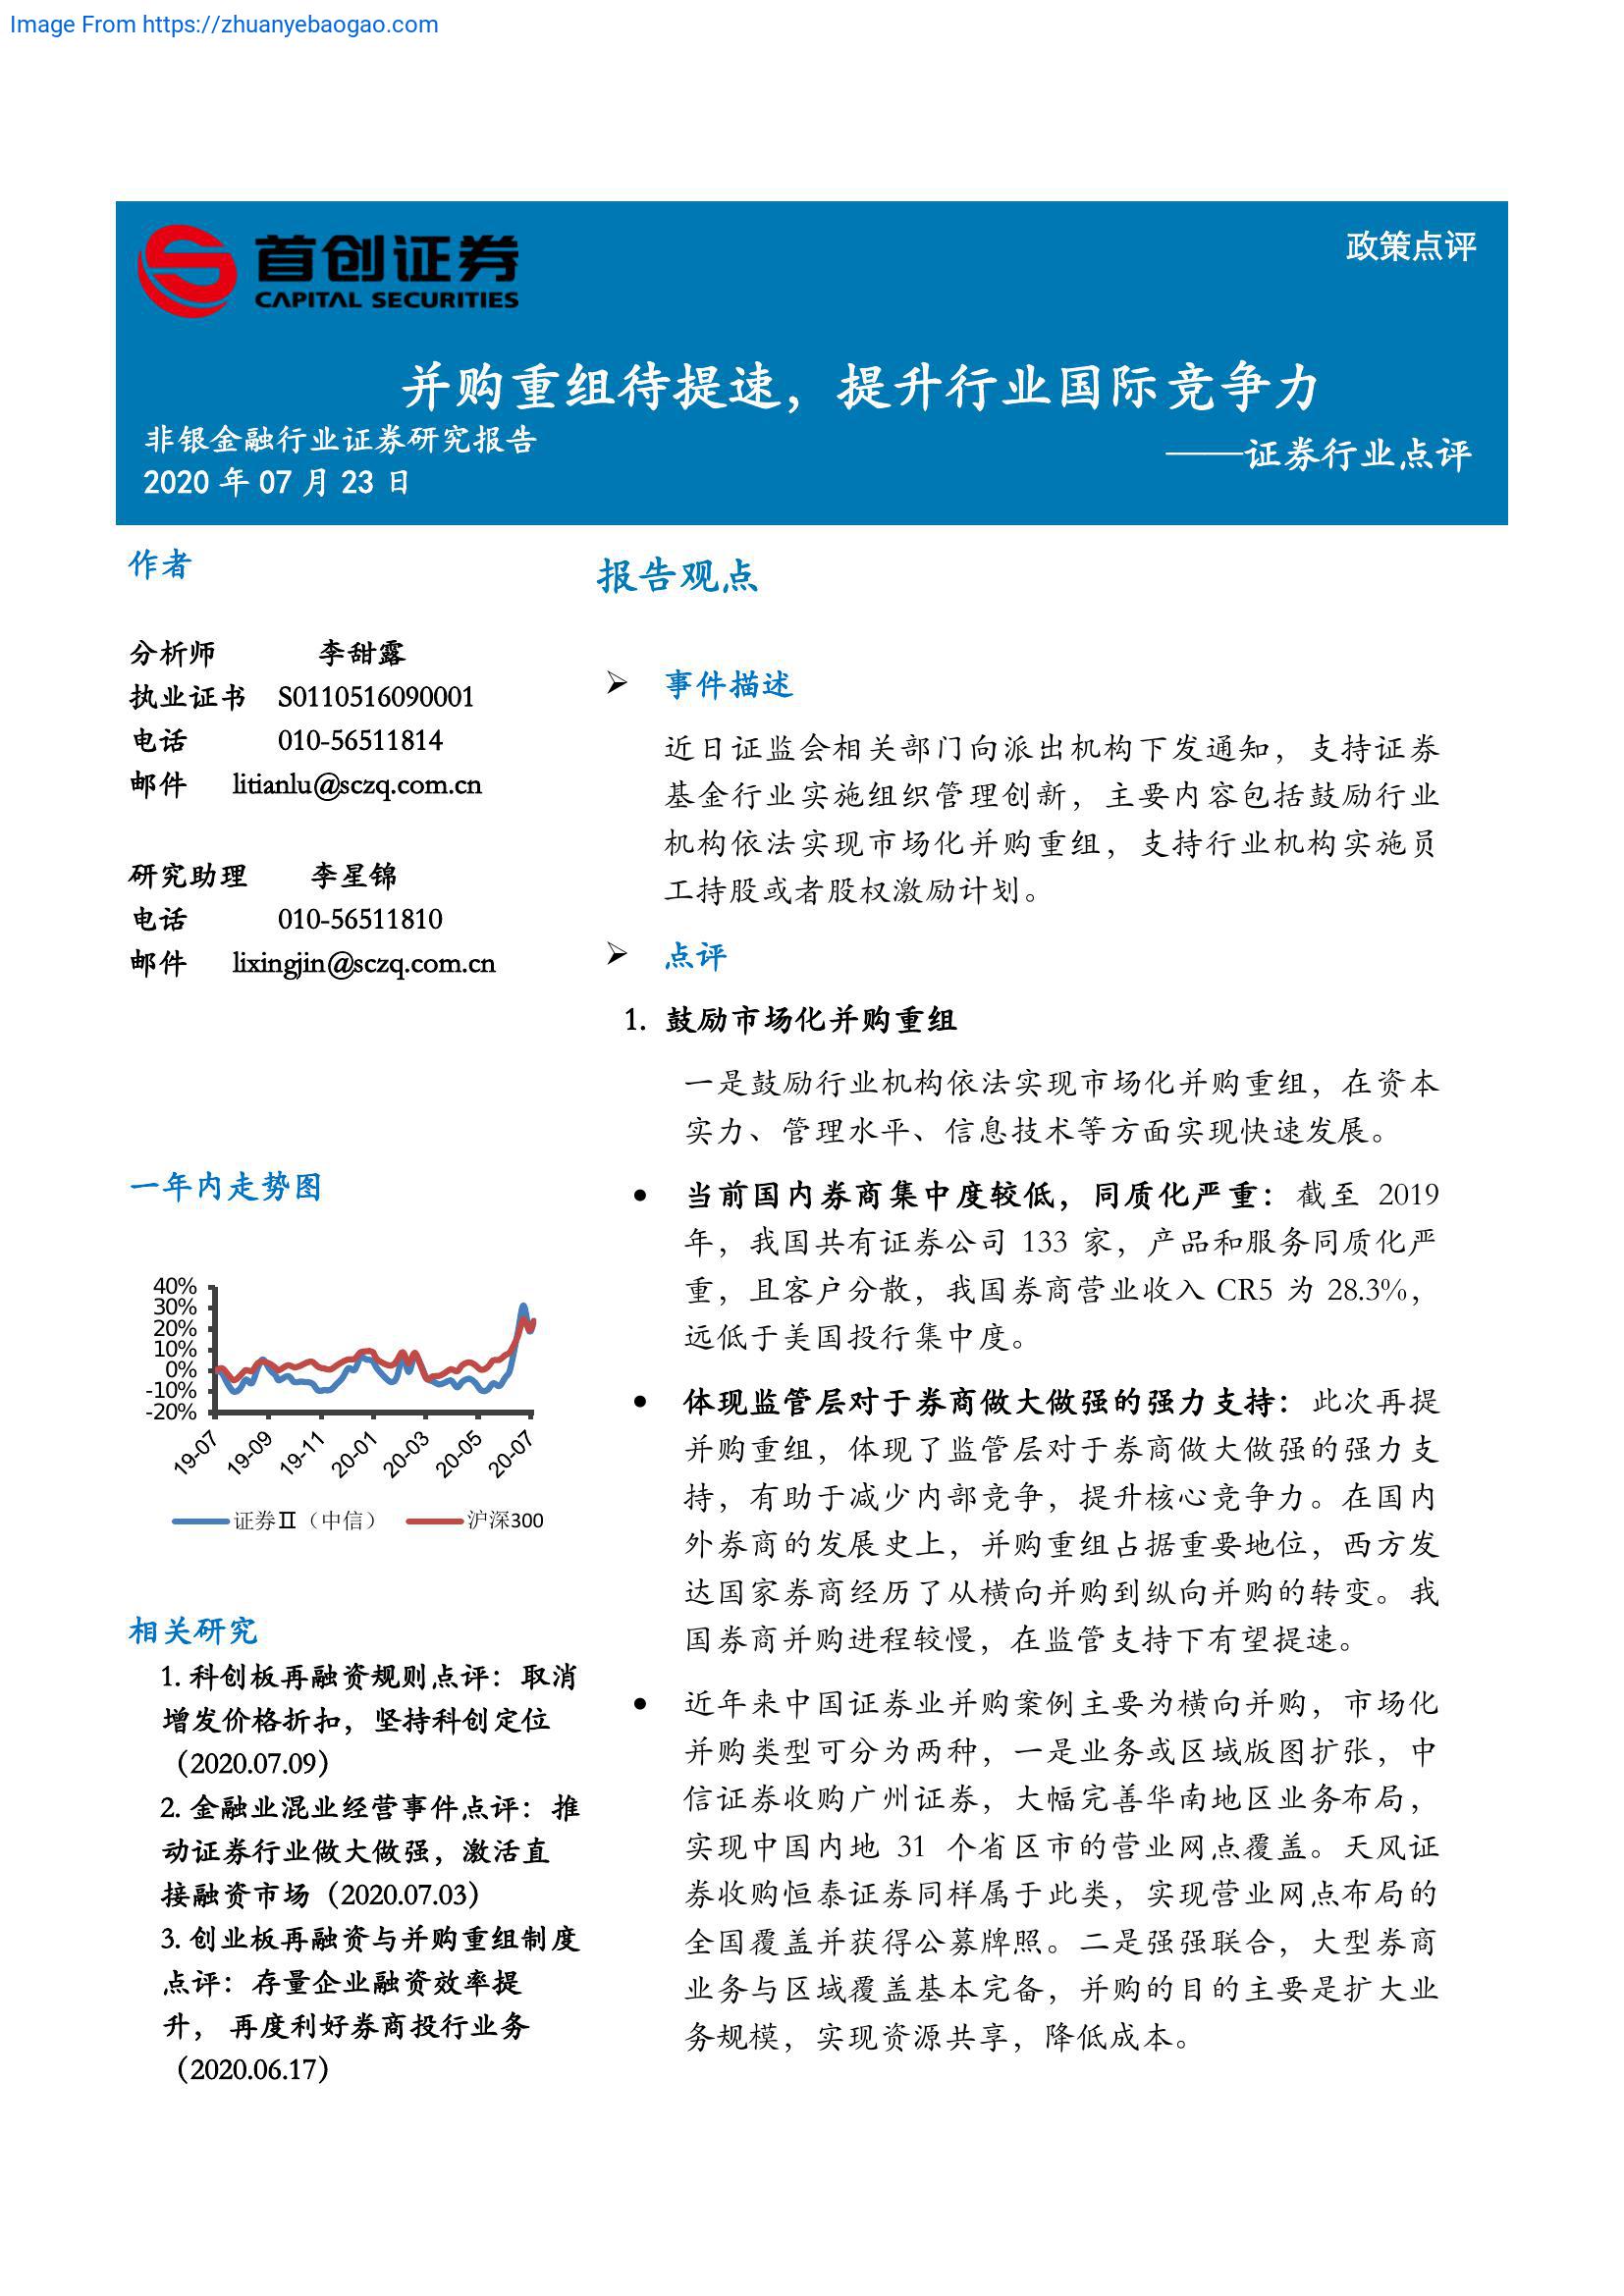 Image From https://zhuanyebaogao.com
首创证券
CAPITAL SECURITIES
政策点评
并购重组待提速，提升行业国际竞争力
非银金融行业证券研究报告
——证券行业点评
2020 年 07 月 23 日
作者
分析师 李甜露
执业证书 S0110516090001
电话 010-56511814
邮件 litianlu@sczq.com.cn
研究助理 李星锦
电话 010-56511810
邮件 lixingjin@sczq.com.cn
一年内走势图
40%
30%
20%
10%
0%
-10%
-20%
19-07 19-09 19-11 20-01 20-03 20-05 20-07
证券Ⅱ（中信） 沪深300
相关研究
1. 科创板再融资规则点评：取消
增发价格折扣，坚持科创定位
（2020.07.09）
2. 金融业混业经营事件点评：推
动证券行业做大做强，激活直
接融资市场（2020.07.03）
3. 创业板再融资与并购重组制度
点评：存量企业融资效率提
升， 再度利好券商投行业务
（2020.06.17）
报告观点
➢ 事件描述
近日证监会相关部门向派出机构下发通知，支持证券
基金行业实施组织管理创新，主要内容包括鼓励行业
机构依法实现市场化并购重组，支持行业机构实施员
工持股或者股权激励计划。
➢ 点评
1. 鼓励市场化并购重组
一是鼓励行业机构依法实现市场化并购重组，在资本
实力、管理水平、信息技术等方面实现快速发展。
● 当前国内券商集中度较低，同质化严重：截至 2019
年，我国共有证券公司 133 家，产品和服务同质化严
重，且客户分散，我国券商营业收入 CR5 为 28.3%，
远低于美国投行集中度。
● 体现监管层对于券商做大做强的强力支持：此次再提
并购重组，体现了监管层对于券商做大做强的强力支
持，有助于减少内部竞争，提升核心竞争力。在国内
外券商的发展史上，并购重组占据重要地位，西方发
达国家券商经历了从横向并购到纵向并购的转变。我
国券商并购进程较慢，在监管支持下有望提速。
● 近年来中国证券业并购案例主要为横向并购，市场化
并购类型可分为两种，一是业务或区域版图扩张，中
信证券收购广州证券，大幅完善华南地区业务布局，
实现中国内地 31 个省区市的营业网点覆盖。天风证
券收购恒泰证券同样属于此类，实现营业网点布局的
全国覆盖并获得公募牌照。二是强强联合，大型券商
业务与区域覆盖基本完备，并购的目的主要是扩大业
务规模，实现资源共享，降低成本。